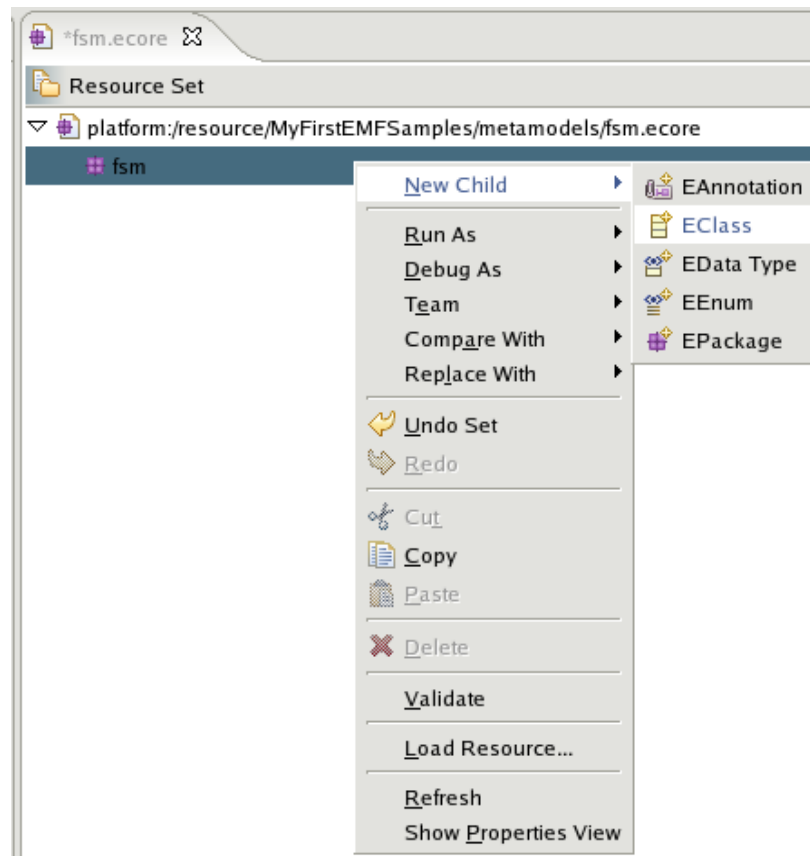 *fsm.ecore
Resource Set
platform:/resource/MyFirstEMFSamples/metamodels/fsm.ecore
fsm
New Child
Run As
Debug As
Team
Compare With
Replace With
Undo Set
Redo
Cut
Copy
Paste
Delete
Validate
Load Resource...
Refresh
Show Properties View
EAnnotation
EClass
EData Type
EEnum
EPackage